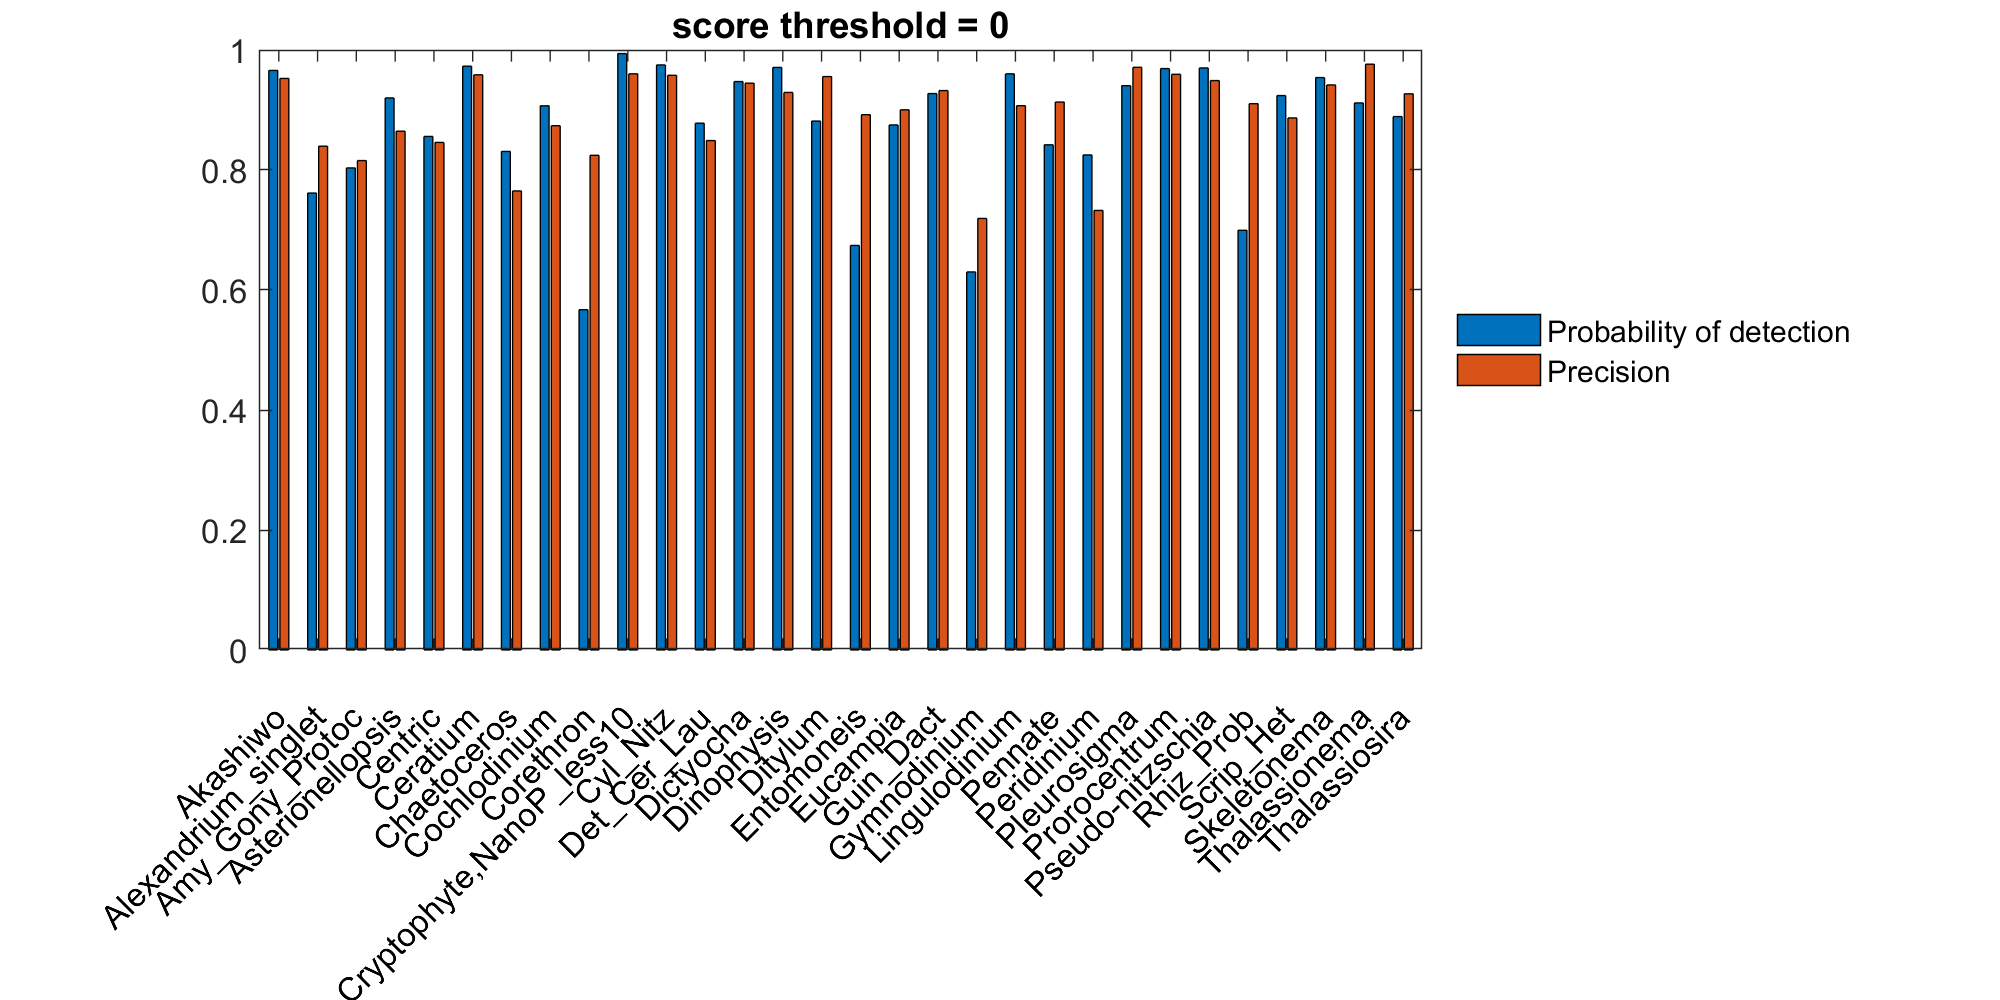 score threshold = 0
1
0.8
0.6
0.4
0.2
0
Akashiwo
Alexandrium_singlet
Amy_Gony_Protoc
Asterionellopsis
Centric
Ceratium
Chaetoceros
Cochlodinium
Corethron
Cryptophyte,NanoP_less10
Cyl_Nitz
Det_Cer_Lau
Dictyocha
Dinophysis
Ditylum
Entomoneis
Eucampia
Guin_Dact
Gymnodinium
Lingulodinium
Pennate
Peridinium
Pleurosigma
Prorocentrum
Pseudo-nitzschia
Rhiz_Prob
Scrip_Het
Skeletonema
Thalassionema
Thalassiosira
Probability of detection
Precision